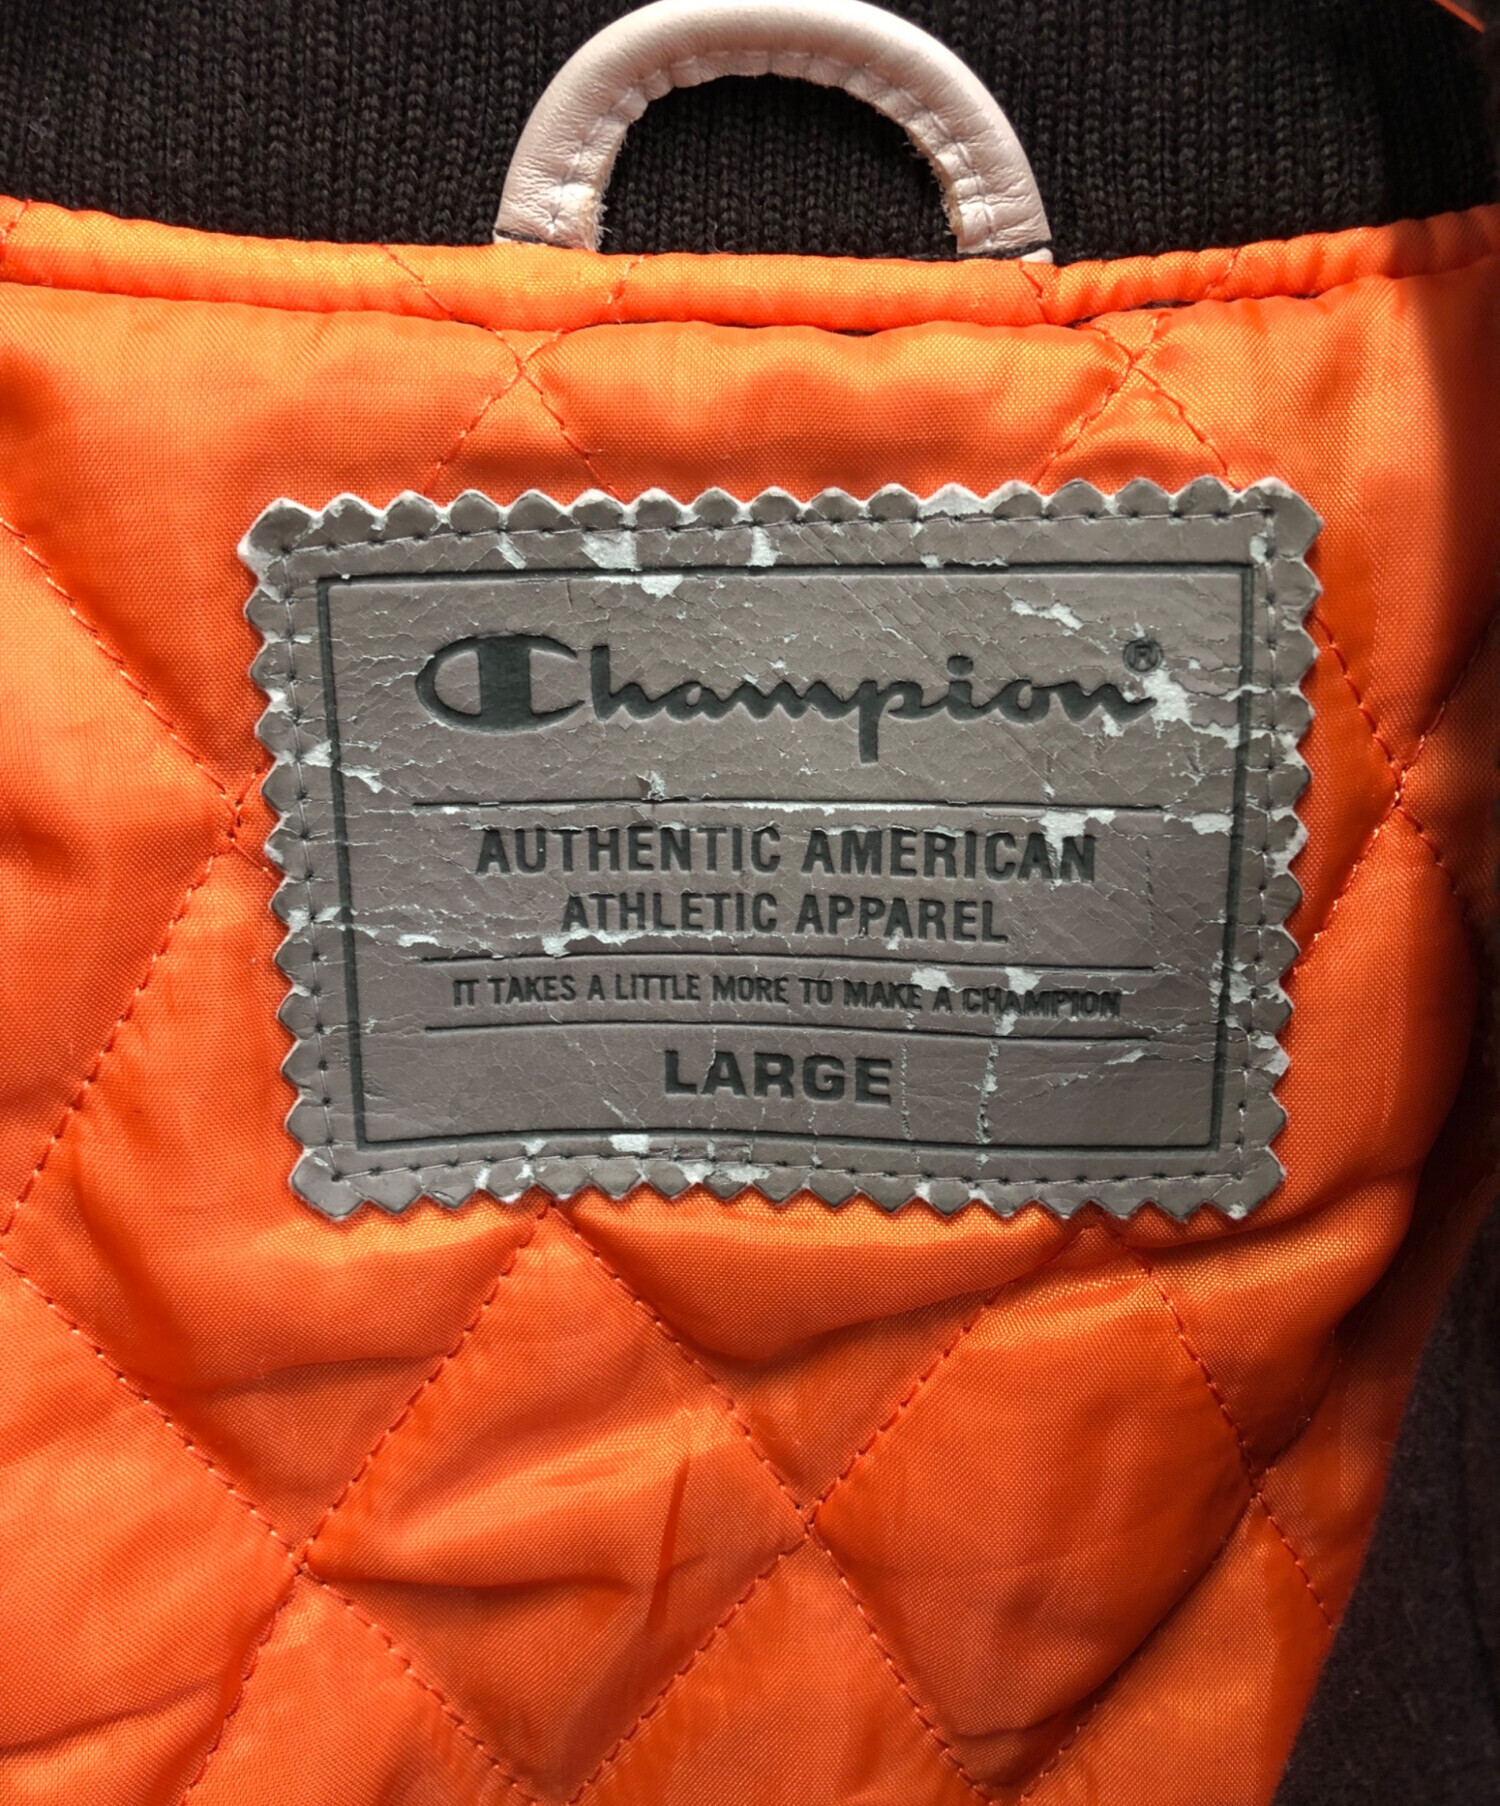 Champion®
AUTHENTIC AMERICAN
ATHLETIC APPAREL
IT TAKES A LITTLE MORE TO MAKE A CHAMPION
LARGE